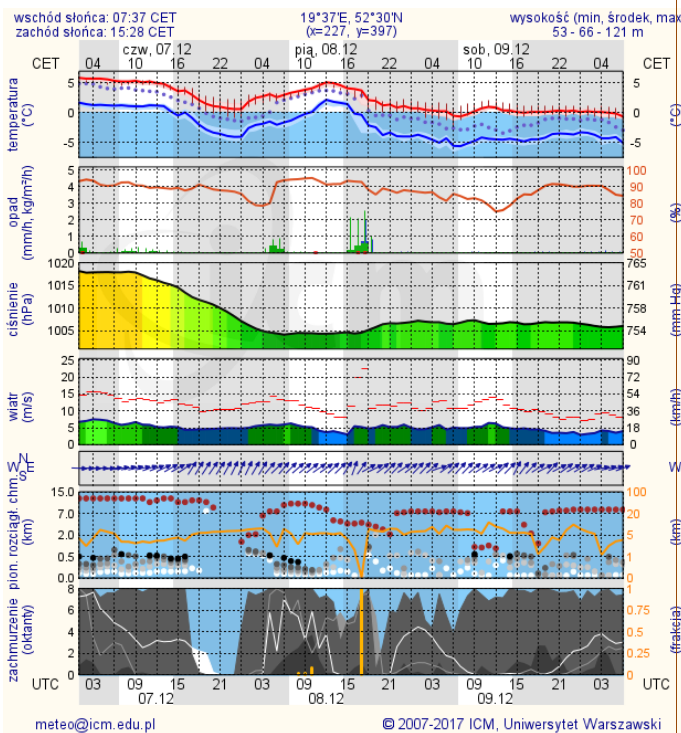 wschód słońca: 07:37 CET 19°37'E, 52°30'N wysokość (min, środek, max
zachód słońca: 15:28 CET (x=227, y=397) 53 - 66 - 121 m
czw, 07.12 pią, 08.12 sob, 09.12
CET 04 10 16 22 04 10 16 22 04 10 16 22 04 CET
temperatura (°C) 5 0 -5 5 0 -5 (°C)
opad (mm/h, kg/m²/h) 5 4 3 2 1 0 100 90 80 70 60 50 (%)
ciśnienie (hPa) 1020 1015 1010 1005 765 761 758 754 (mm Hg)
wiatr (m/s) 25 20 15 10 5 0 90 72 54 36 18 0 (km/h)
N
W E W
S
pion. rozciągł. chm. (km) 15.0 7.0 2.0 0.5 0.0 100 20 5 1 0 (km)
zachmurzenie (oktanty) 8 6 4 2 0 1 0.75 0.5 0.25 0 (frakcja)
UTC 03 09 15 21 03 09 15 21 03 09 15 21 03 UTC
07.12 08.12 09.12
meteo@icm.edu.pl © 2007-2017 ICM, Uniwersytet Warszawski